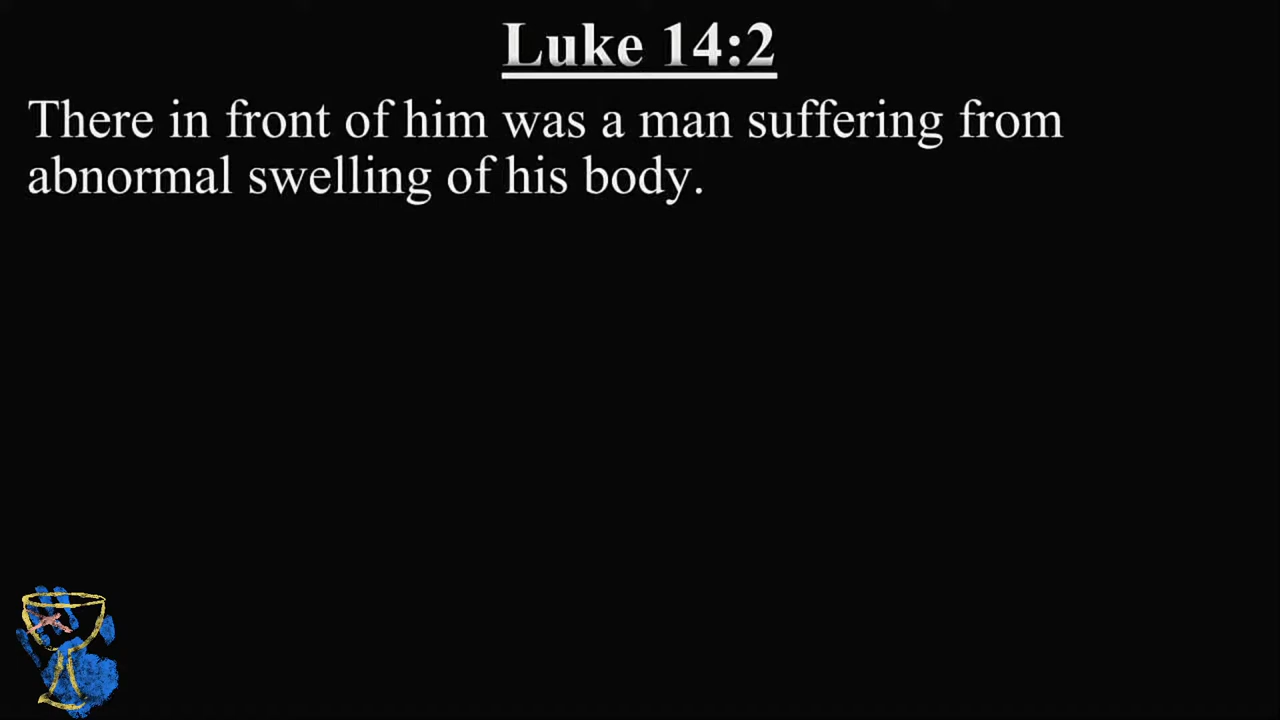 Luke 14:2
There in front of him was a man suffering from
abnormal swelling of his body.